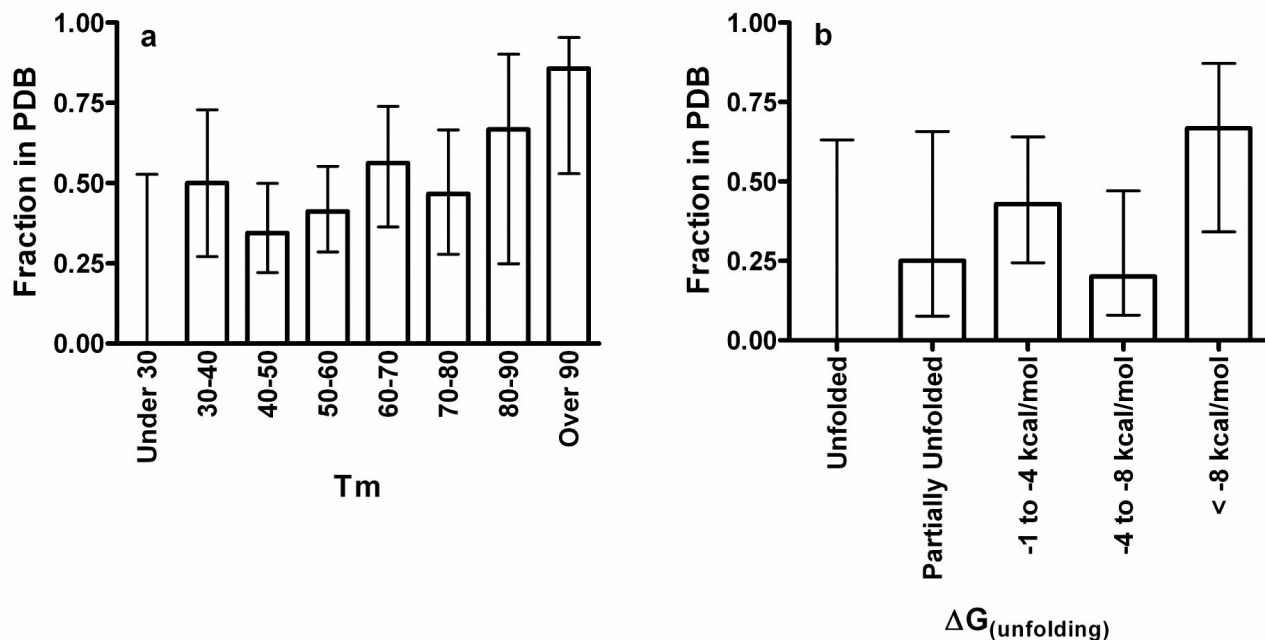 a
Fraction in PDB
1.00
0.75
0.50
0.25
0.00
Under 30
30-40
40-50
50-60
60-70
70-80
80-90
Over 90
Tm
b
Fraction in PDB
1.00
0.75
0.50
0.25
0.00
Unfolded
Partially Unfolded
-1 to -4 kcal/mol
-4 to -8 kcal/mol
< -8 kcal/mol
ΔG(unfolding)